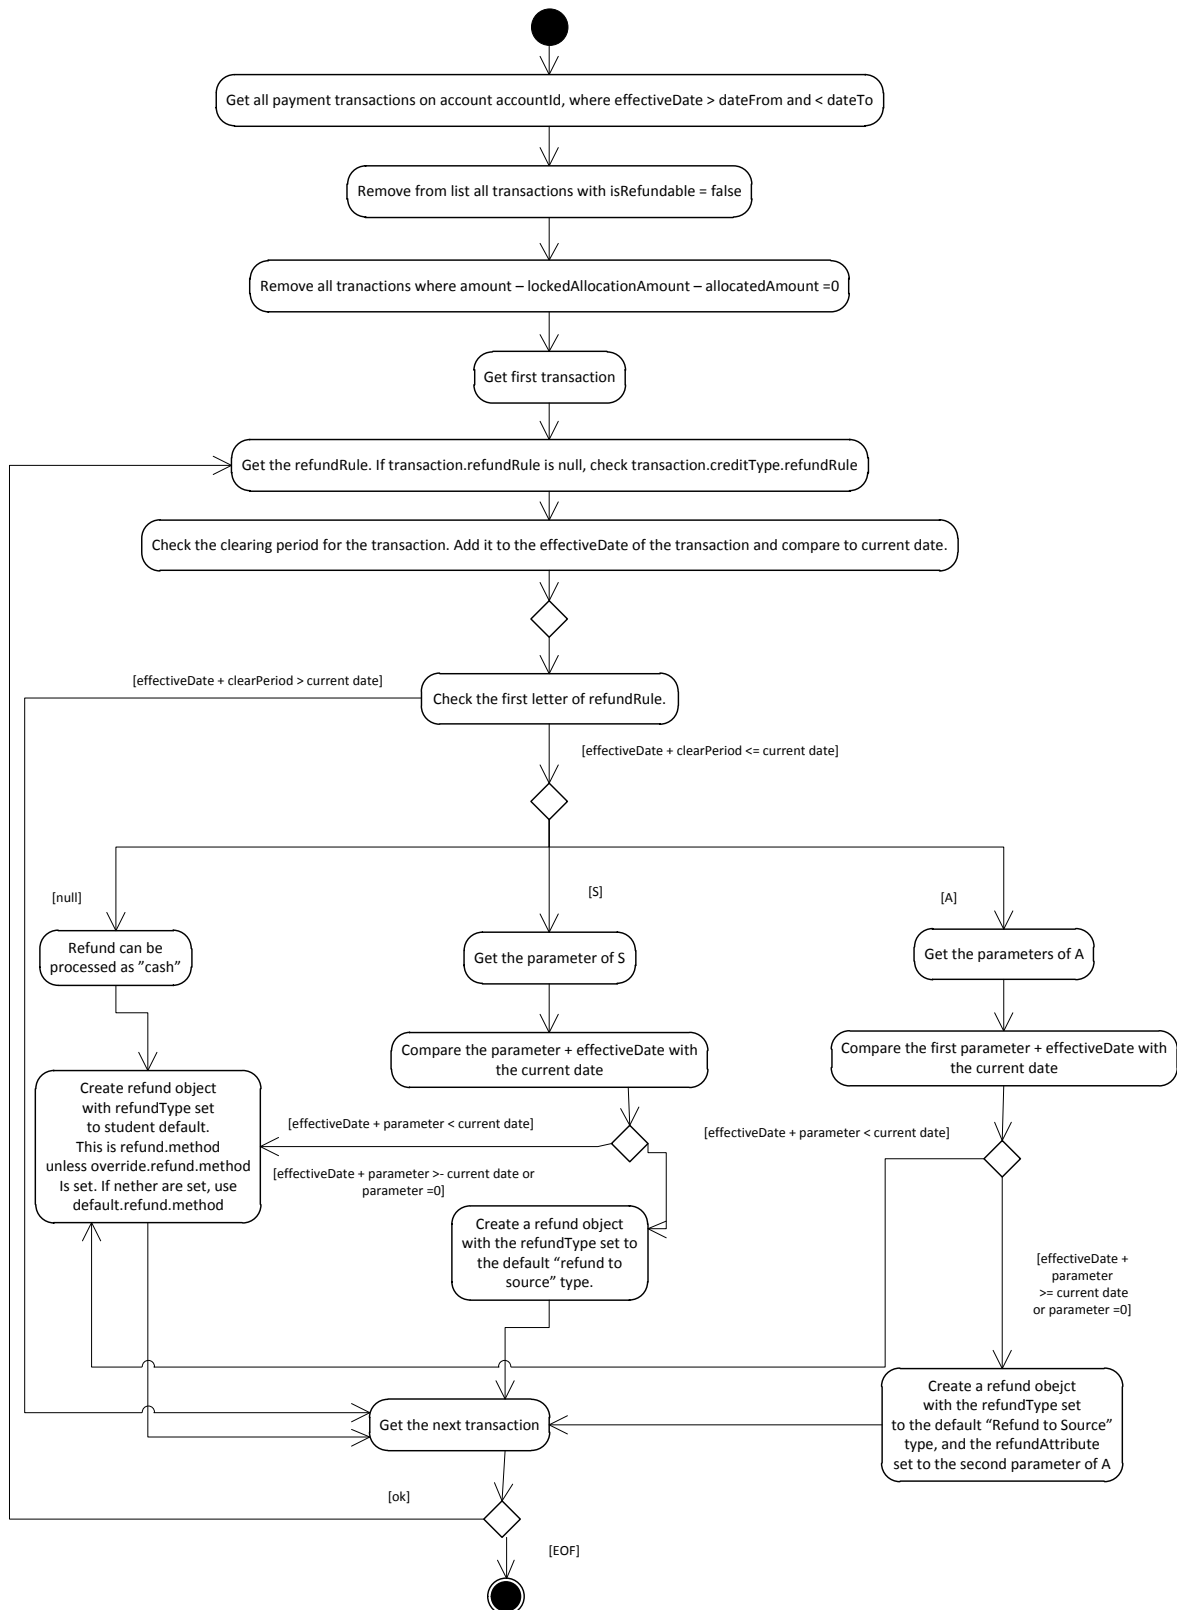 Get all payment transactions on account accountId, where effectiveDate > dateFrom and < dateTo
Remove from list all transactions with isRefundable = false
Remove all tranactions where amount – lockedAllocationAmount – allocatedAmount =0
Get first transaction
Get the refundRule. If transaction.refundRule is null, check transaction.creditType.refundRule
Check the clearing period for the transaction. Add it to the effectiveDate of the transaction and compare to current date.
[effectiveDate + clearPeriod > current date]
Check the first letter of refundRule.
[effectiveDate + clearPeriod <= current date]
[null]
[S]
[A]
Refund can be
processed as ”cash”
Get the parameter of S
Get the parameters of A
Compare the parameter + effectiveDate with
the current date
Compare the first parameter + effectiveDate with
the current date
Create refund object
with refundType set
to student default.
This is refund.method
unless override.refund.method
Is set. If nether are set, use
default.refund.method
[effectiveDate + parameter < current date]
[effectiveDate + parameter >- current date or
parameter =0]
[effectiveDate + parameter < current date]
Create a refund object
with the refundType set to
the default “refund to
source” type.
[effectiveDate +
parameter
>= current date
or parameter =0]
Create a refund obejct
with the refundType set
to the default “Refund to Source”
type, and the refundAttribute
set to the second parameter of A
Get the next transaction
[ok]
[EOF]